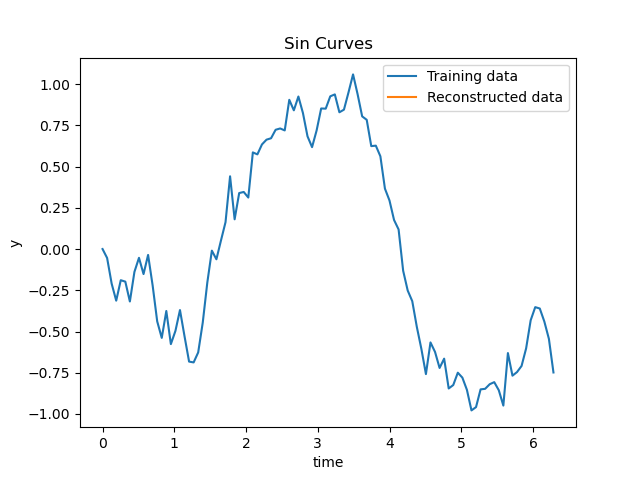 Sin Curves
Training data
Reconstructed data
1.00
0.75
0.50
0.25
0.00
−0.25
−0.50
−0.75
−1.00
y
0 1 2 3 4 5 6
time